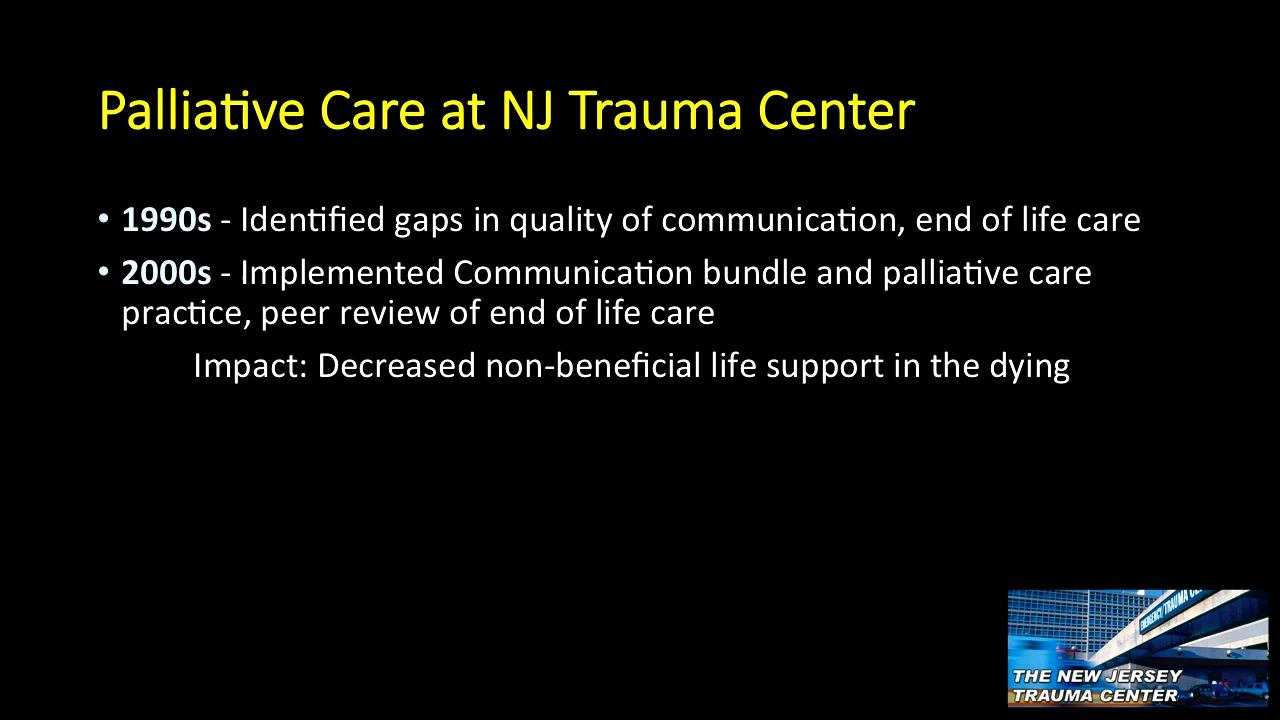 Palliative Care at NJ Trauma Center
• 1990s - Identified gaps in quality of communication, end of life care
• 2000s - Implemented Communication bundle and palliative care
practice, peer review of end of life care
Impact: Decreased non-beneficial life support in the dying
EMERGENCY/TRAUMA
THE NEW JERSEY
TRAUMA CENTER